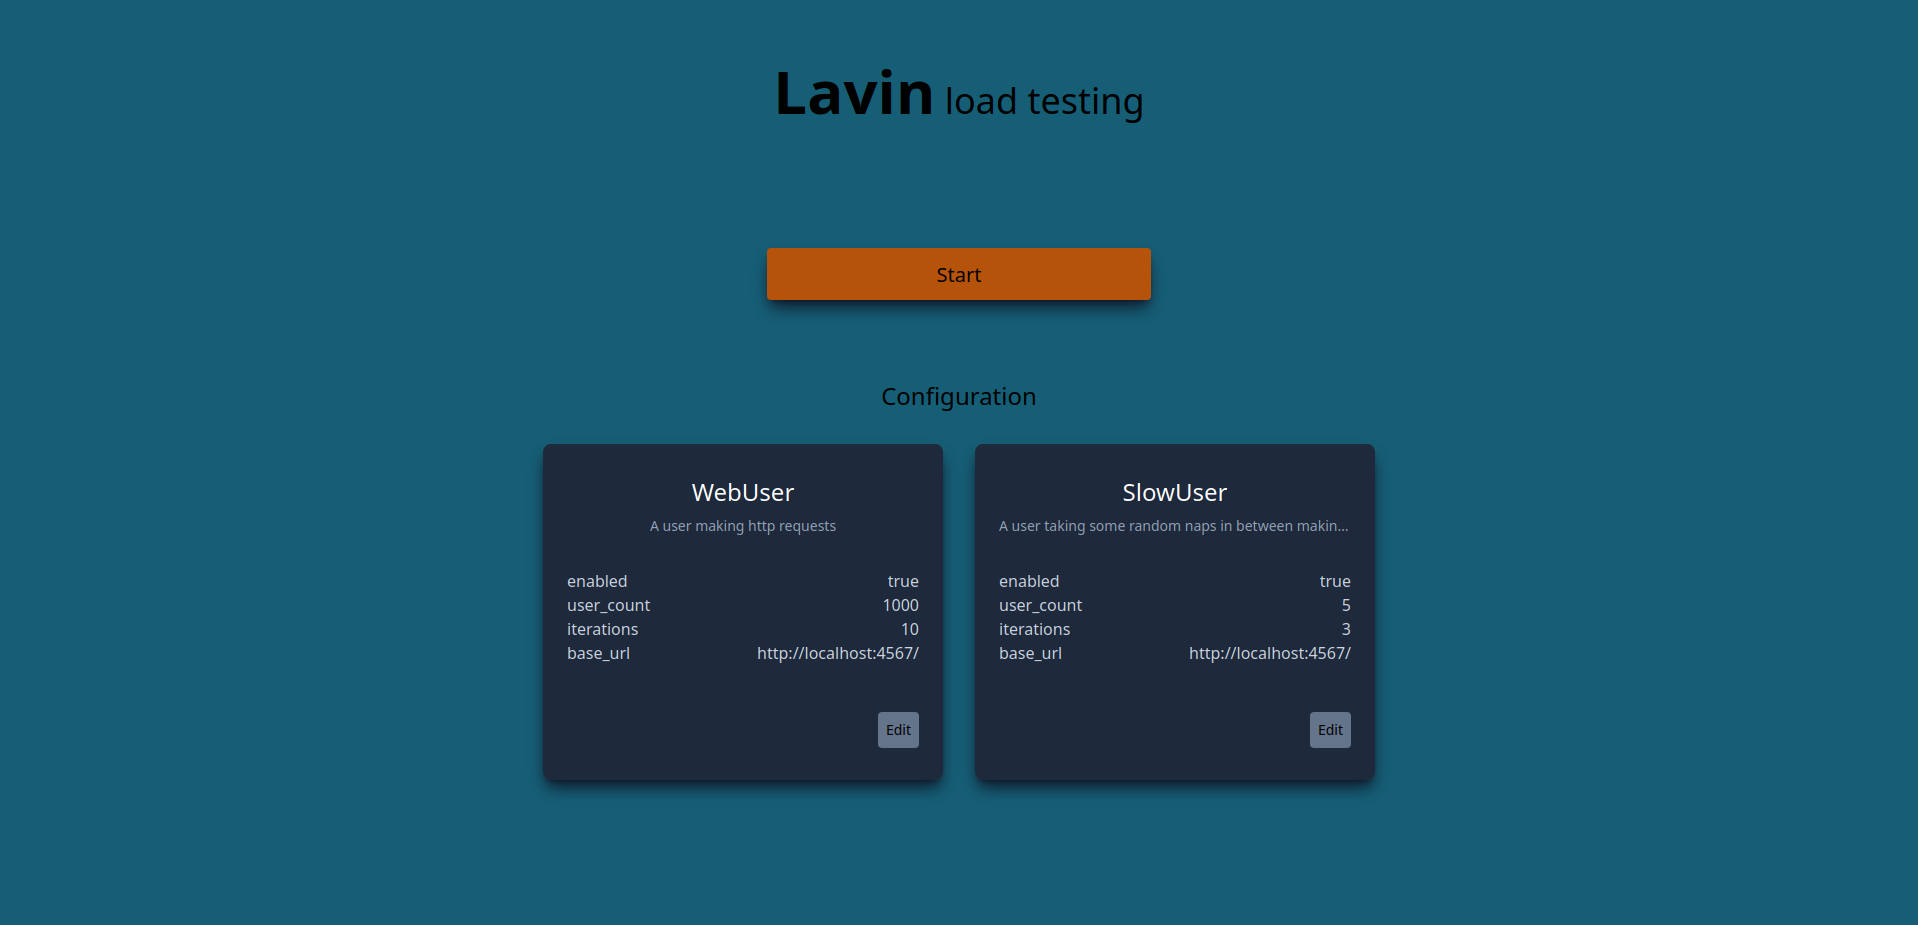 Lavin load testing
Start
Configuration
WebUser
A user making http requests
enabled true
user_count 1000
iterations 10
base_url http://localhost:4567/
Edit
SlowUser
A user taking some random naps in between makin...
enabled true
user_count 5
iterations 3
base_url http://localhost:4567/
Edit